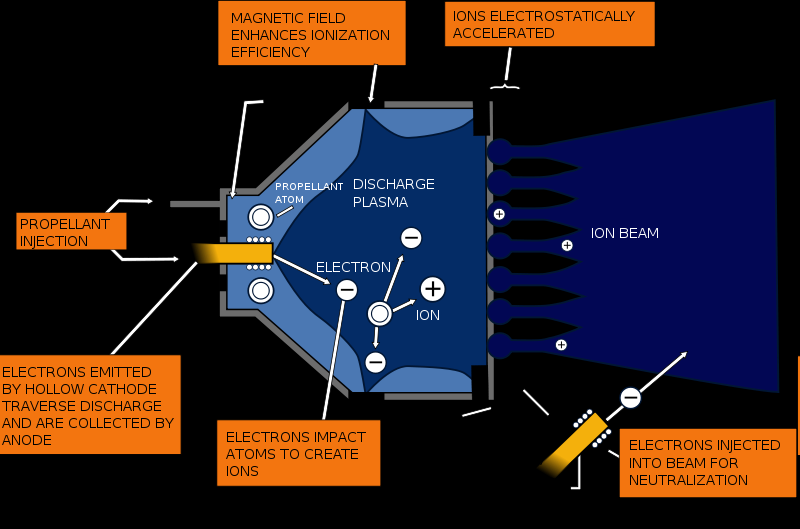 MAGNETIC FIELD
ENHANCES IONIZATION
EFFICIENCY
IONS ELECTROSTATICALLY
ACCELERATED
PROPELLANT
ATOM
DISCHARGE
PLASMA
PROPELLANT
INJECTION
ION BEAM
ELECTRON
ION
ELECTRONS EMITTED
BY HOLLOW CATHODE
TRAVERSE DISCHARGE
AND ARE COLLECTED BY
ANODE
ELECTRONS IMPACT
ATOMS TO CREATE
IONS
ELECTRONS INJECTED
INTO BEAM FOR
NEUTRALIZATION